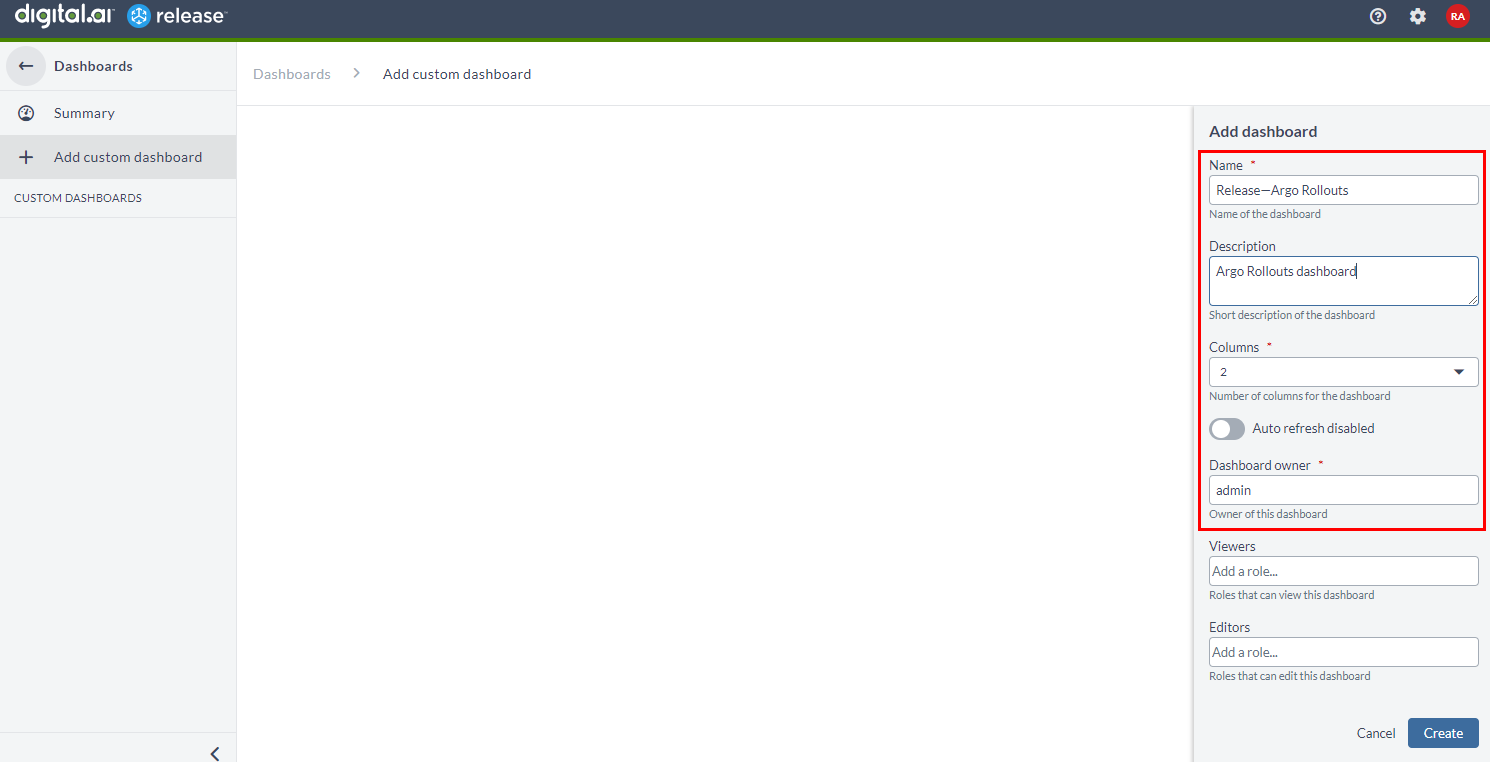 digital.ai release™
RA
Dashboards
Summary
Add custom dashboard
CUSTOM DASHBOARDS
Dashboards > Add custom dashboard
Add dashboard
Name *
Release—Argo Rollouts
Name of the dashboard
Description
Argo Rollouts dashboard
Short description of the dashboard
Columns *
2
Number of columns for the dashboard
Auto refresh disabled
Dashboard owner *
admin
Owner of this dashboard
Viewers
Add a role...
Roles that can view this dashboard
Editors
Add a role...
Roles that can edit this dashboard
Cancel Create